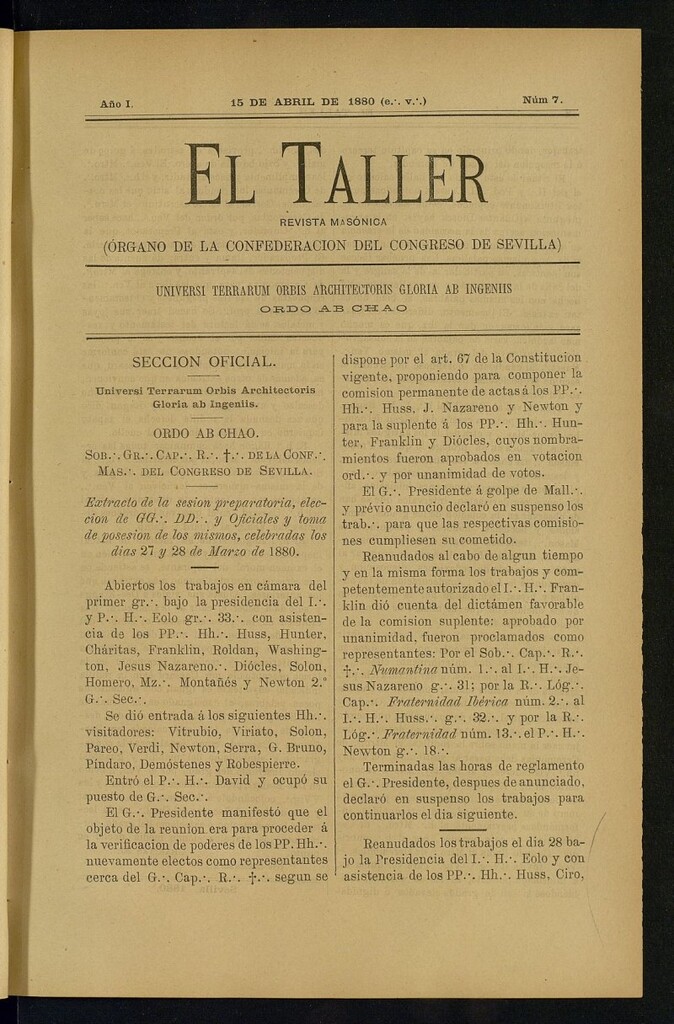 Año I.
15 DE ABRIL DE 1880 (e.·. v.·.)
Núm 7.
EL TALLER
REVISTA MASÓNICA
(ÓRGANO DE LA CONFEDERACION DEL CONGRESO DE SEVILLA)
UNIVERSI TERRARUM ORBIS ARCHITECTORIS GLORIA AB INGENIIS
ORDO AB CHAO
SECCION OFICIAL.
Universi Terrarum Orbis Architectoris
Gloria ab Ingeniis.
ORDO AB CHAO.
SOB.·. GR.·. CAP.·. R.·. †.·. DE LA CONF.·.
MAS.·. DEL CONGRESO DE SEVILLA.
Extracto de la sesion preparatoria, elec-
cion de GG.·. DD.·. y Oficiales y toma
de posesion de los mismos, celebradas los
dias 27 y 28 de Marzo de 1880.
Abiertos los trabajos en cámara del
primer gr.·. bajo la presidencia del I.·.
y P.·. H.·. Eolo gr.·. 33.·. con asisten-
cia de los PP.·. Hh.·. Huss, Hunter,
Cháritas, Franklin, Roldan, Washing-
ton, Jesus Nazareno.·. Diócles, Solon,
Homero, Mz.·. Montañés y Newton 2.º
G.·. Sec.·.
Se dió entrada á los siguientes Hh.·.
visitadores: Vitrubio, Viriato, Solon,
Pareo, Verdi, Newton, Serra, G. Bruno,
Píndaro, Demóstenes y Robespierre.
Entró el P.·. H.·. David y ocupó su
puesto de G.·. Sec.·.
El G.·. Presidente manifestó que el
objeto de la reunion era para proceder á
la verificacion de poderes de los PP. Hh.·.
nuevamente electos como representantes
cerca del G.·. Cap.·. R.·. †.·. segun se
dispone por el art. 67 de la Constitucion
vigente, proponiendo para componer la
comision permanente de actas á los PP.·.
Hh.·. Huss, J. Nazareno y Newton y
para la suplente á los PP.·. Hh.·. Hun-
ter, Franklin y Diócles, cuyos nombra-
mientos fueron aprobados en votacion
ord.·. y por unanimidad de votos.
El G.·. Presidente á golpe de Mall.·.
y prévio anuncio declaró en suspenso los
trab.·. para que las respectivas comisio-
nes cumpliesen su cometido.
Reanudados al cabo de algun tiempo
y en la misma forma los trabajos y com-
petentemente autorizado el I.·. H.·. Fran-
klin dió cuenta del dictámen favorable
de la comision suplente: aprobado por
unanimidad, fueron proclamados como
representantes: Por el Sob.·. Cap.·. R.·.
†.·. Numantina núm. 1.·. al I.·. H.·. Je-
sus Nazareno g.·. 31; por la R.·. Lóg.·.
Cap.·. Fraternidad Ibérica núm. 2.·. al
I.·. H.·. Huss.·. g.·. 32.·. y por la R.·.
Lóg.·. Fraternidad núm. 13.·. el P.·. H.·.
Newton g.·. 18.·.
Terminadas las horas de reglamento
el G.·. Presidente, despues de anunciado,
declaró en suspenso los trabajos para
continuarlos el dia siguiente.
Reanudados los trabajos el dia 28 ba-
jo la Presidencia del I.·. H.·. Eolo y con
asistencia de los PP.·. Hh.·. Huss, Ciro,